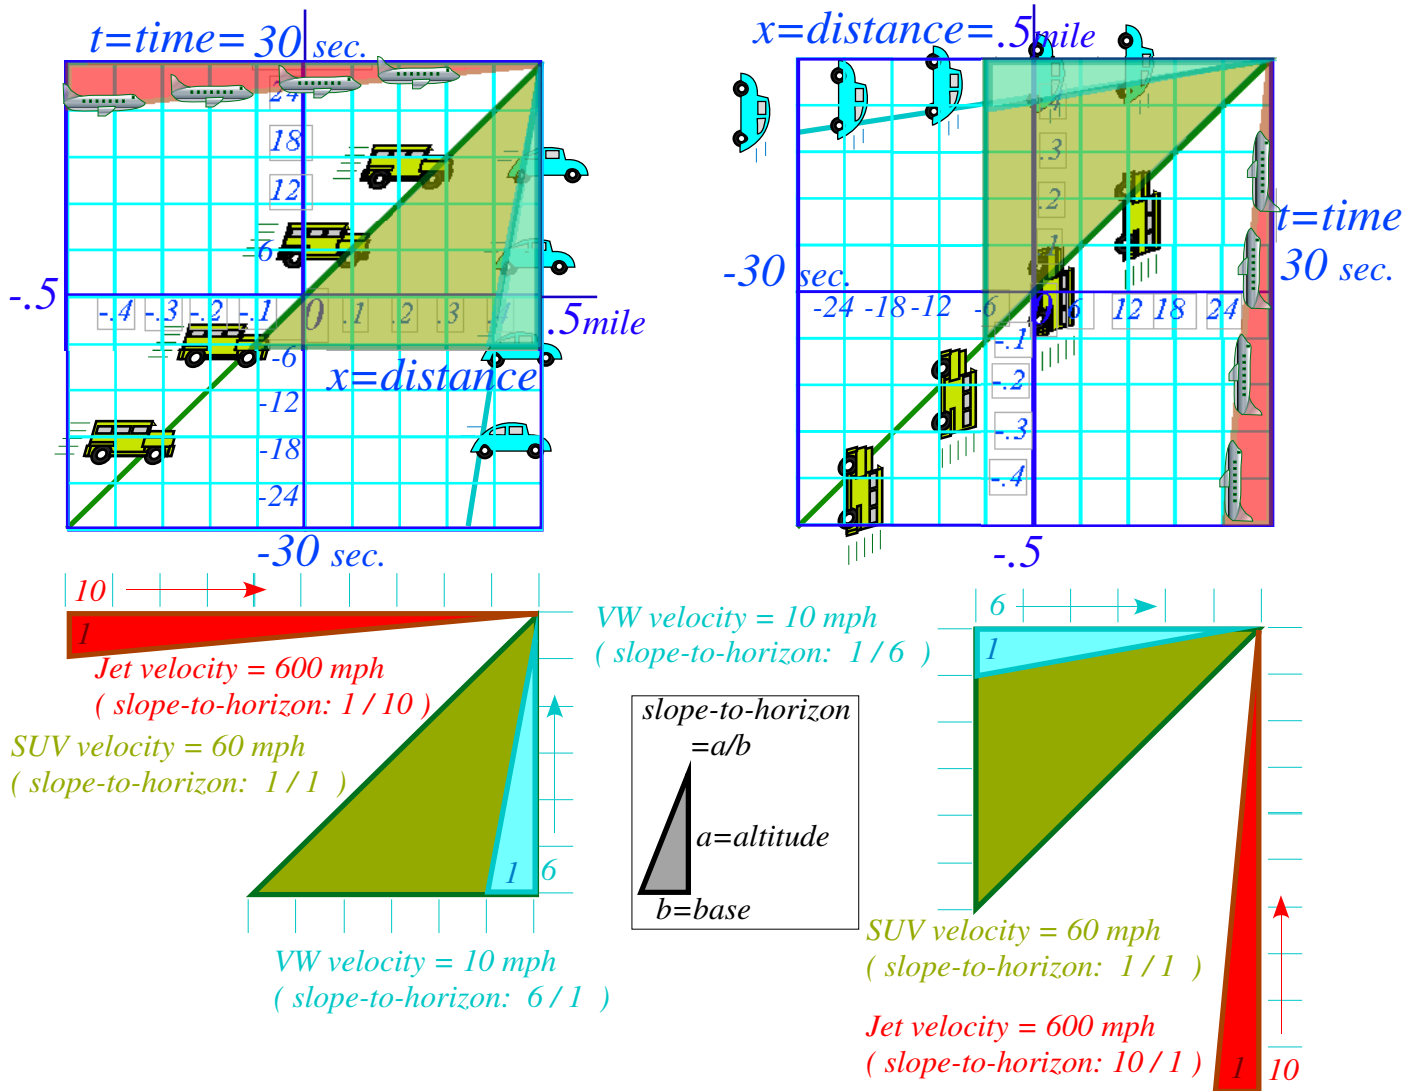 t=time= 30 sec.
24
18
12
6
-.5
-.4
-.3
-.2
-.1
0
.1
.2
.3
.4
.5mile
-6
x=distance
-12
-18
-24
-30 sec.
x=distance=.5mile
.4
.3
.2
.1
t=time
30 sec.
-30 sec.
-24
-18
-12
-6
0
6
12
18
24
-.1
-.2
-.3
-.4
-.5
10
1
Jet velocity = 600 mph
( slope-to-horizon: 1 / 10 )
SUV velocity = 60 mph
( slope-to-horizon: 1 / 1 )
1
6
VW velocity = 10 mph
( slope-to-horizon: 6 / 1 )
VW velocity = 10 mph
( slope-to-horizon: 1 / 6 )
slope-to-horizon
=a/b
a=altitude
b=base
6
1
SUV velocity = 60 mph
( slope-to-horizon: 1 / 1 )
Jet velocity = 600 mph
( slope-to-horizon: 10 / 1 )
1
10